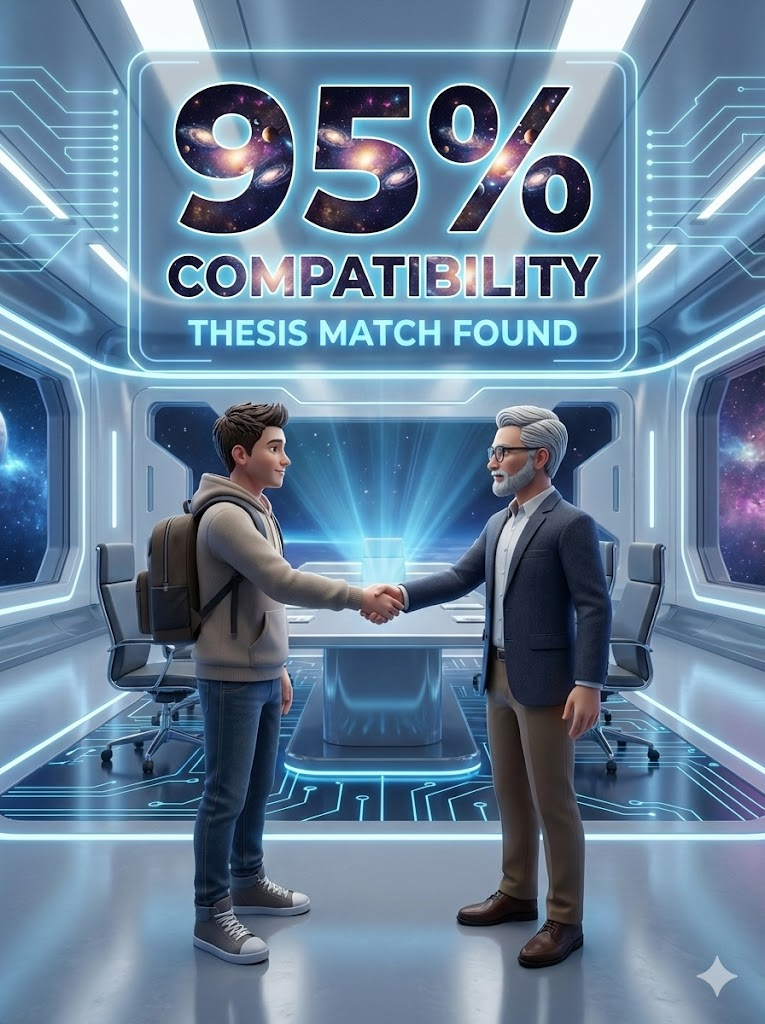 95%
COMPATIBILITY
THESIS MATCH FOUND